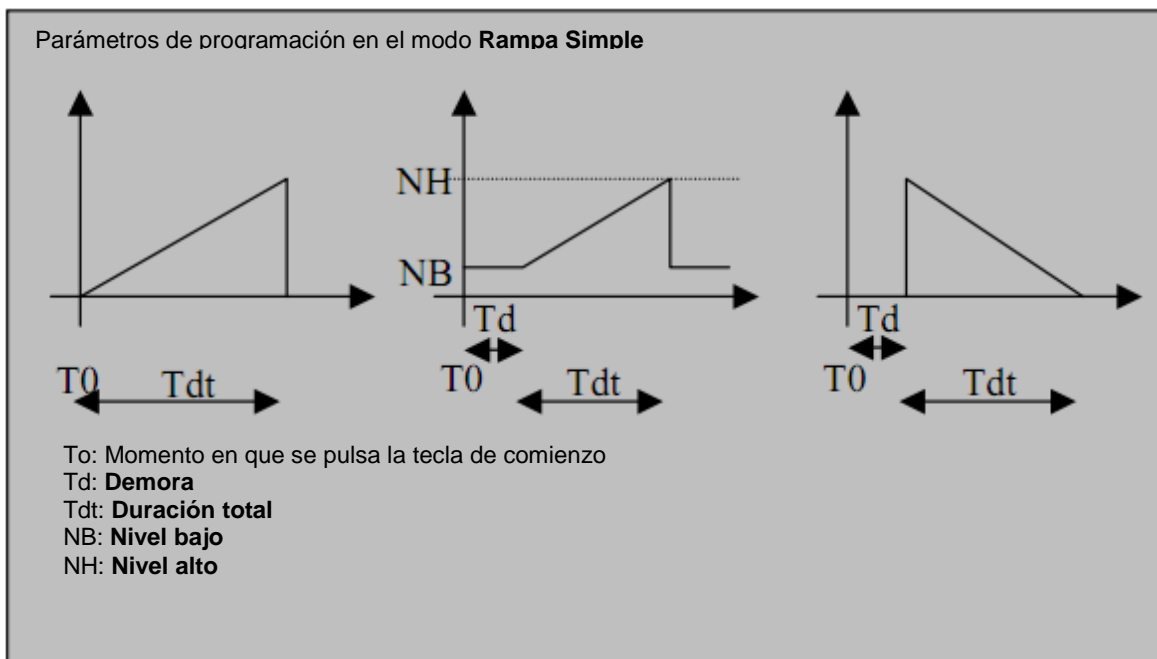 Parámetros de programación en el modo Rampa Simple
NH
NB
Td
Td
T0
Tdt
T0
Tdt
T0
Tdt
To: Momento en que se pulsa la tecla de comienzo
Td: Demora
Tdt: Duración total
NB: Nivel bajo
NH: Nivel alto